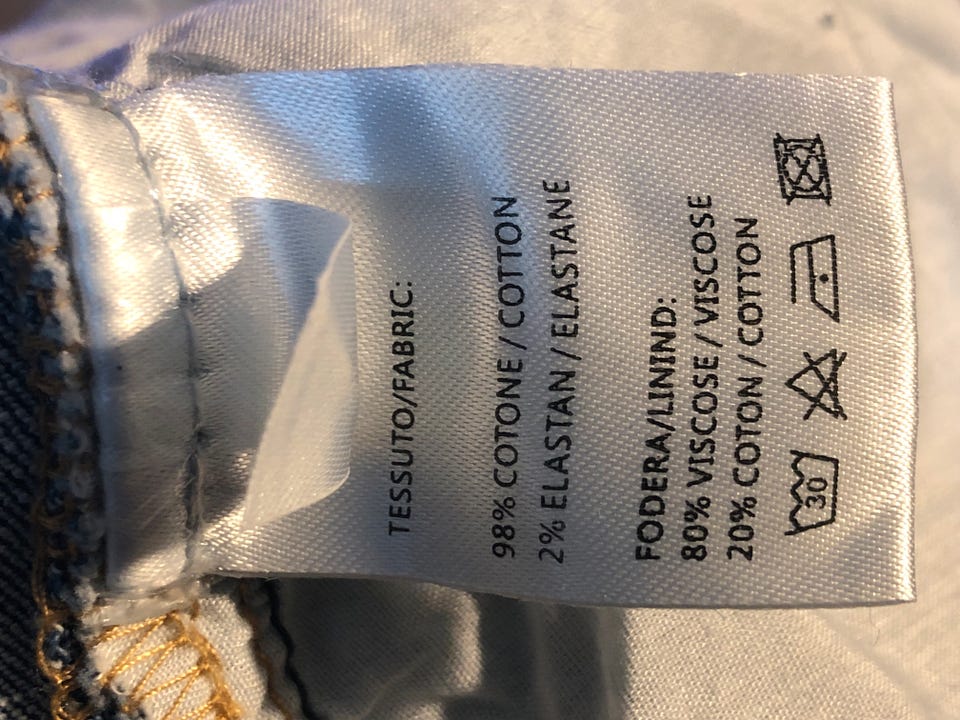 TESSUTO/FABRIC:
98% COTONE / COTTON
2% ELASTAN / ELASTANE
FODERA/LININD:
80% VISCOSE / VISCOSE
20% COTON / COTTON
30